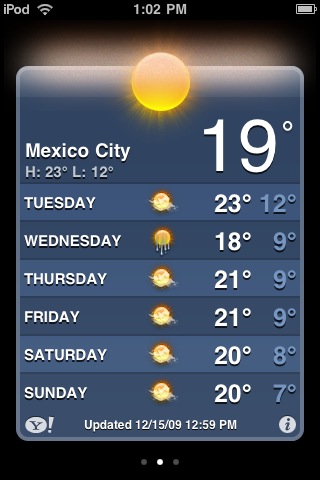 iPod 1:02 PM
19°
Mexico City
H: 23° L: 12°
TUESDAY 23° 12°
WEDNESDAY 18° 9°
THURSDAY 21° 9°
FRIDAY 21° 9°
SATURDAY 20° 8°
SUNDAY 20° 7°
Y! Updated 12/15/09 12:59 PM i